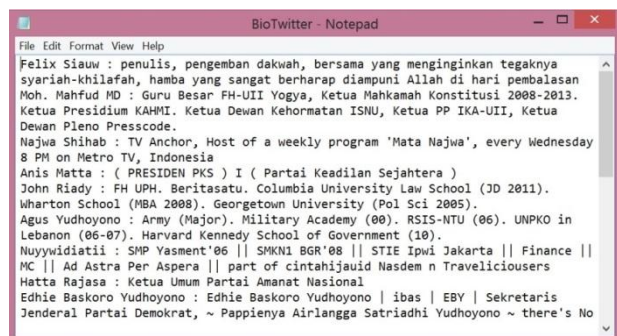 BioTwitter - Notepad
File Edit Format View Help
Felix Siauw : penulis, pengemban dakwah, bersama yang menginginkan tegaknya
syariah-khilafah, hamba yang sangat berharap diampuni Allah di hari pembalasan
Moh. Mahfud MD : Guru Besar FH-UII Yogya, Ketua Mahkamah Konstitusi 2008-2013.
Ketua Presidium KAHMI. Ketua Dewan Kehormatan ISNU, Ketua PP IKA-UII, Ketua
Dewan Pleno Presscode.
Najwa Shihab : TV Anchor, Host of a weekly program 'Mata Najwa', every Wednesday
8 PM on Metro TV, Indonesia
Anis Matta : ( PRESIDEN PKS ) I ( Partai Keadilan Sejahtera )
John Riady : FH UPH. Beritasatu. Columbia University Law School (JD 2011).
Wharton School (MBA 2008). Georgetown University (Pol Sci 2005).
Agus Yudhoyono : Army (Major). Military Academy (00). RSIS-NTU (06). UNPKO in
Lebanon (06-07). Harvard Kennedy School of Government (10).
Nuyywidiatii : SMP Yasment'06 || SMKN1 BGR'08 || STIE Ipwi Jakarta || Finance ||
MC || Ad Astra Per Aspera || part of cintahijauid Nasdem n Traveliciousers
Hatta Rajasa : Ketua Umum Partai Amanat Nasional
Edhie Baskoro Yudhoyono : Edhie Baskoro Yudhoyono | ibas | EBY | Sekretaris
Jenderal Partai Demokrat, ~ Pappienya Airlangga Satriadhi Yudhoyono ~ there's No